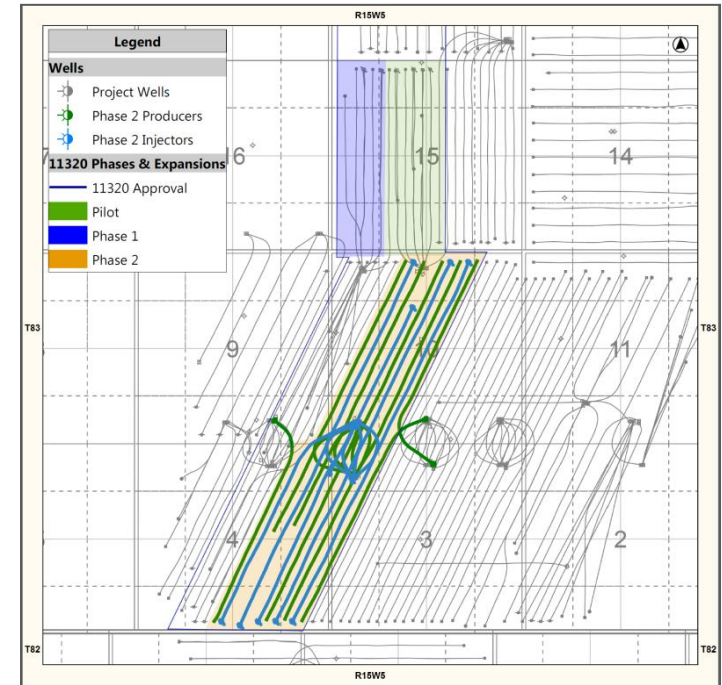 R15W5
Legend
Wells
Project Wells
Phase 2 Producers
Phase 2 Injectors
11320 Phases & Expansions
11320 Approval
Pilot
Phase 1
Phase 2
16
15
14
T83
9
10
11
T83
4
3
2
T82
T82
R15W5